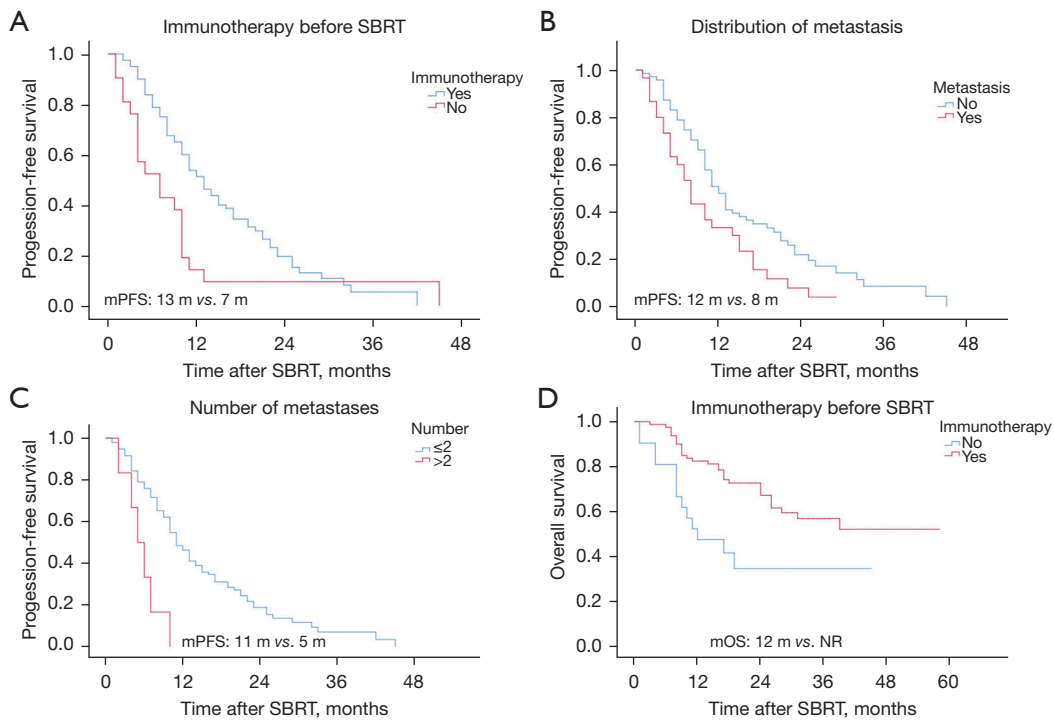 A
Immunotherapy before SBRT
Progession-free survival
1.0
0.8
0.6
0.4
0.2
0.0
Immunotherapy
Yes
No
mPFS: 13 m vs. 7 m
0 12 24 36 48
Time after SBRT, months
B
Distribution of metastasis
Progession-free survival
1.0
0.8
0.6
0.4
0.2
0.0
Metastasis
No
Yes
mPFS: 12 m vs. 8 m
0 12 24 36 48
Time after SBRT, months
C
Number of metastases
Progession-free survival
1.0
0.8
0.6
0.4
0.2
0.0
Number
≤2
>2
mPFS: 11 m vs. 5 m
0 12 24 36 48
Time after SBRT, months
D
Immunotherapy before SBRT
Overall survival
1.0
0.8
0.6
0.4
0.2
0.0
Immunotherapy
No
Yes
mOS: 12 m vs. NR
0 12 24 36 48 60
Time after SBRT, months